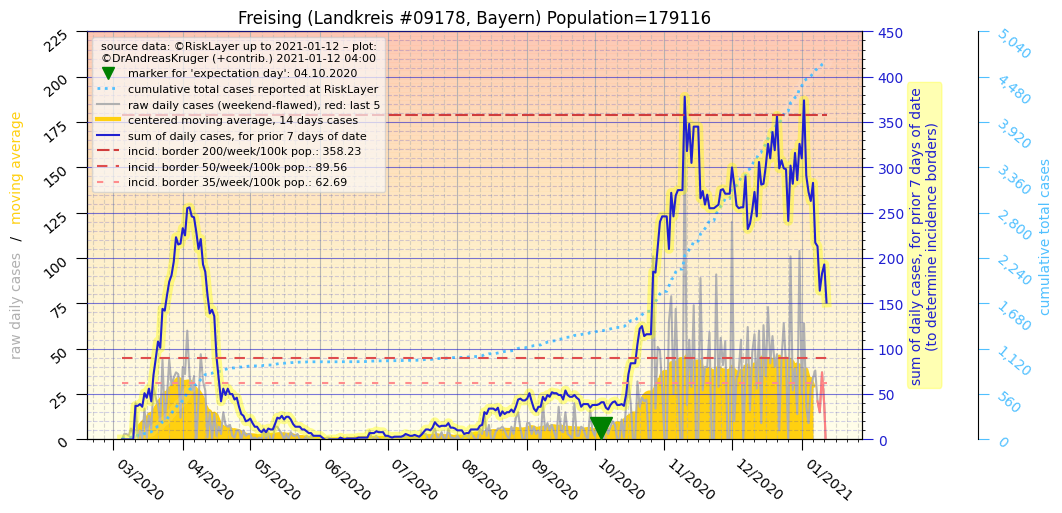 Freising (Landkreis #09178, Bayern) Population=179116
source data: ©RiskLayer up to 2021-01-12 – plot:
©DrAndreasKruger (+contrib.) 2021-01-12 04:00
marker for 'expectation day': 04.10.2020
cumulative total cases reported at RiskLayer
raw daily cases (weekend-flawed), red: last 5
centered moving average, 14 days cases
sum of daily cases, for prior 7 days of date
incid. border 200/week/100k pop.: 358.23
incid. border 50/week/100k pop.: 89.56
incid. border 35/week/100k pop.: 62.69
raw daily cases / moving average
225
200
175
150
125
100
75
50
25
0
03/2020
04/2020
05/2020
06/2020
07/2020
08/2020
09/2020
10/2020
11/2020
12/2020
01/2021
450
400
350
300
250
200
150
100
50
0
sum of daily cases, for prior 7 days of date
(to determine incidence borders)
5,040
4,480
3,920
3,360
2,800
2,240
1,680
1,120
560
0
cumulative total cases